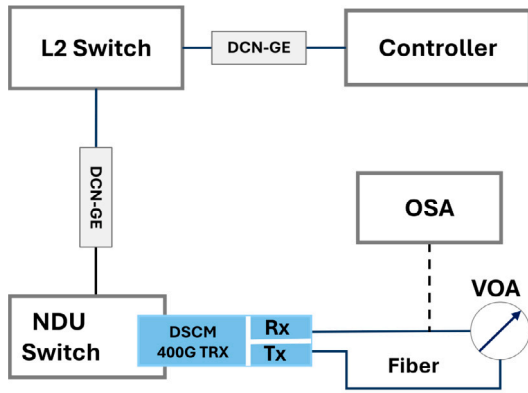 L2 Switch
DCN-GE
Controller
DCN-GE
OSA
VOA
NDU
Switch
DSCM
400G TRX
Rx
Tx
Fiber